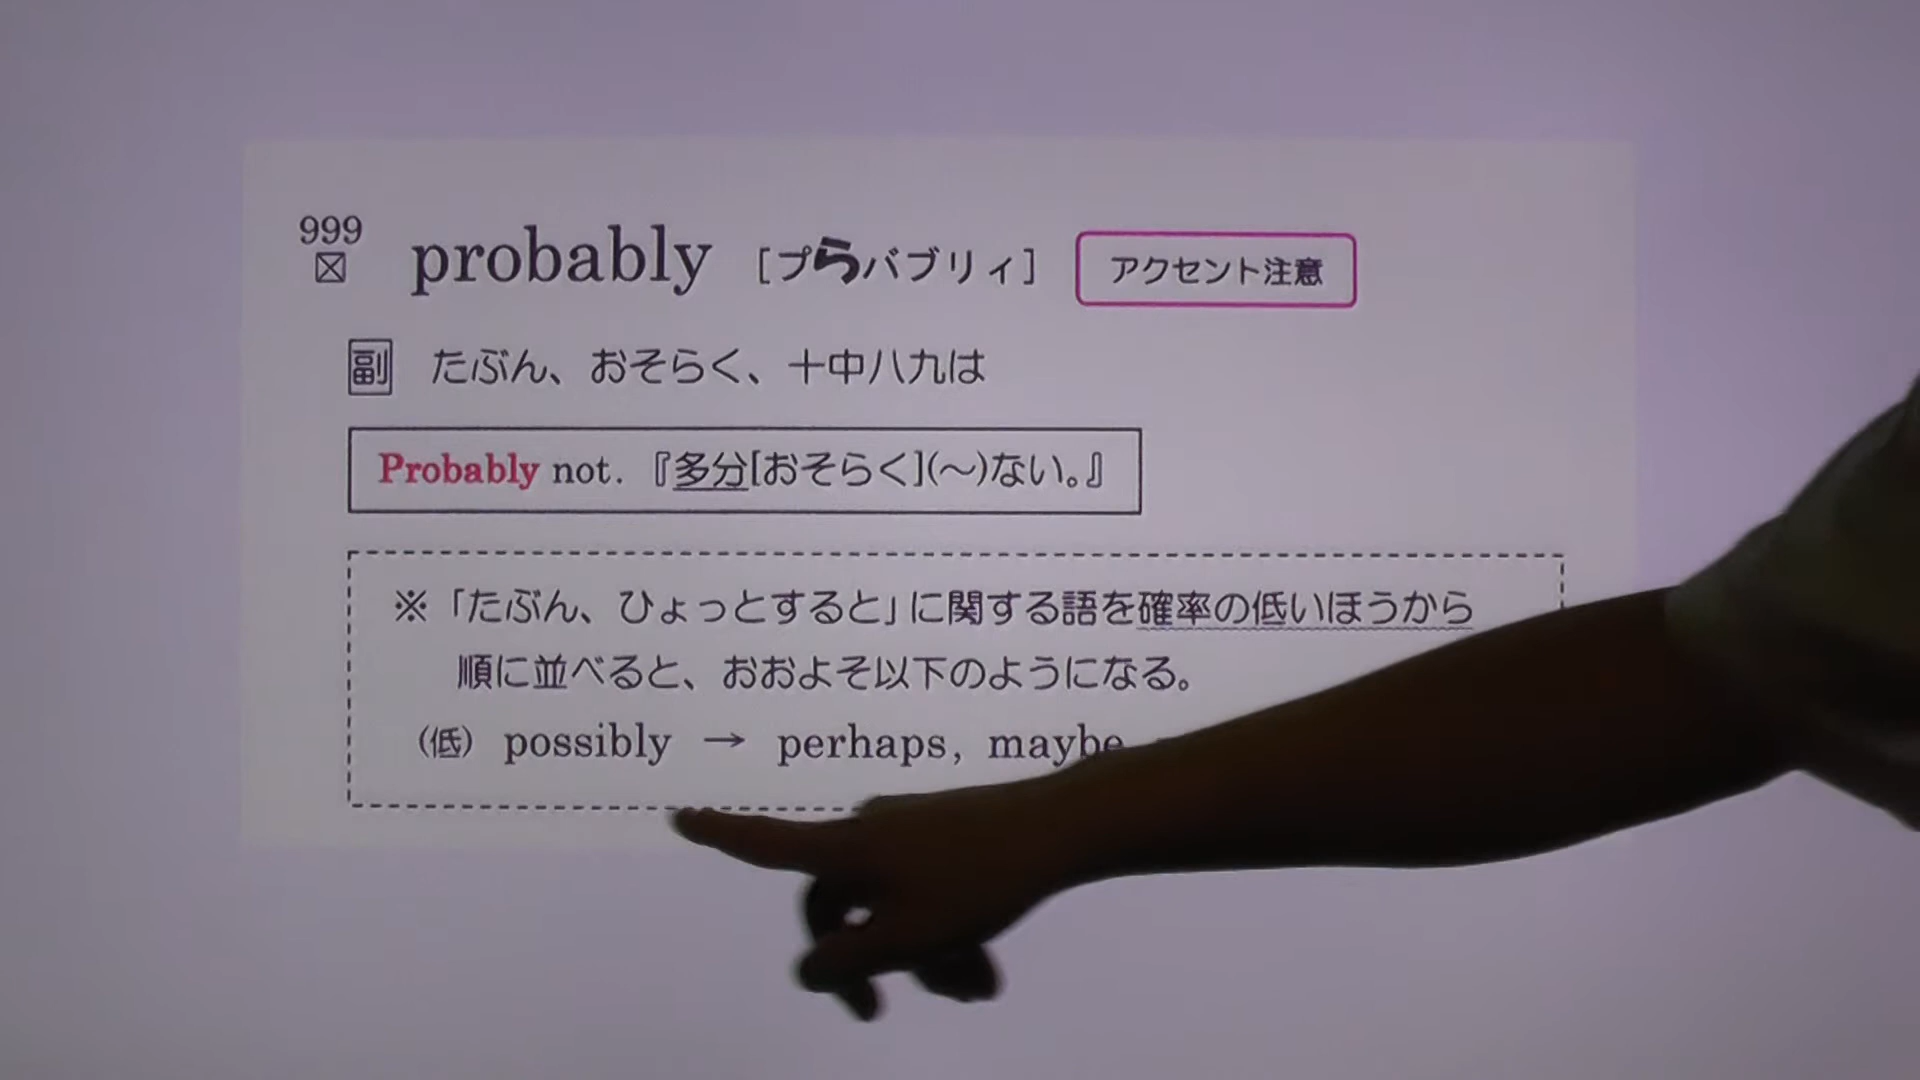 999
probably [プらバブリィ] アクセント注意
副 たぶん、おそらく、十中八九は
Probably not. 『多分[おそらく](〜)ない。』
※「たぶん、ひょっとすると」に関する語を確率の低いほうから
順に並べると、おおよそ以下のようになる。
(低) possibly → perhaps, maybe